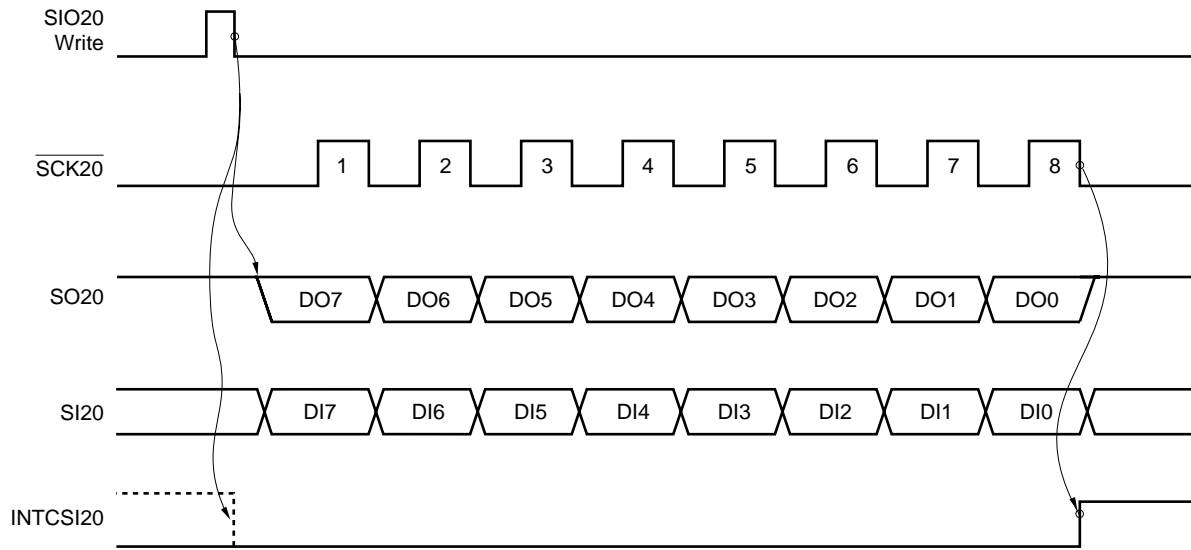 SIO20
Write
SCK20
1 2 3 4 5 6 7 8
SO20
DO7 DO6 DO5 DO4 DO3 DO2 DO1 DO0
SI20
DI7 DI6 DI5 DI4 DI3 DI2 DI1 DI0
INTCSI20